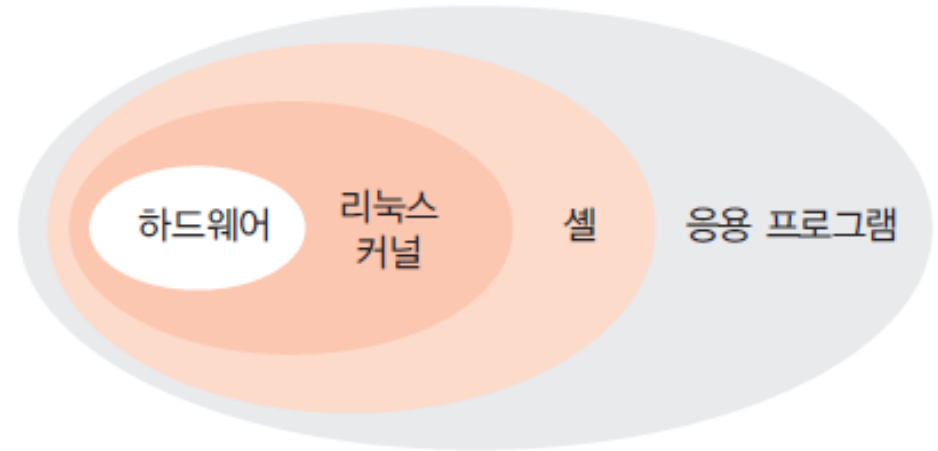 하드웨어
리눅스
커널
셸
응용 프로그램